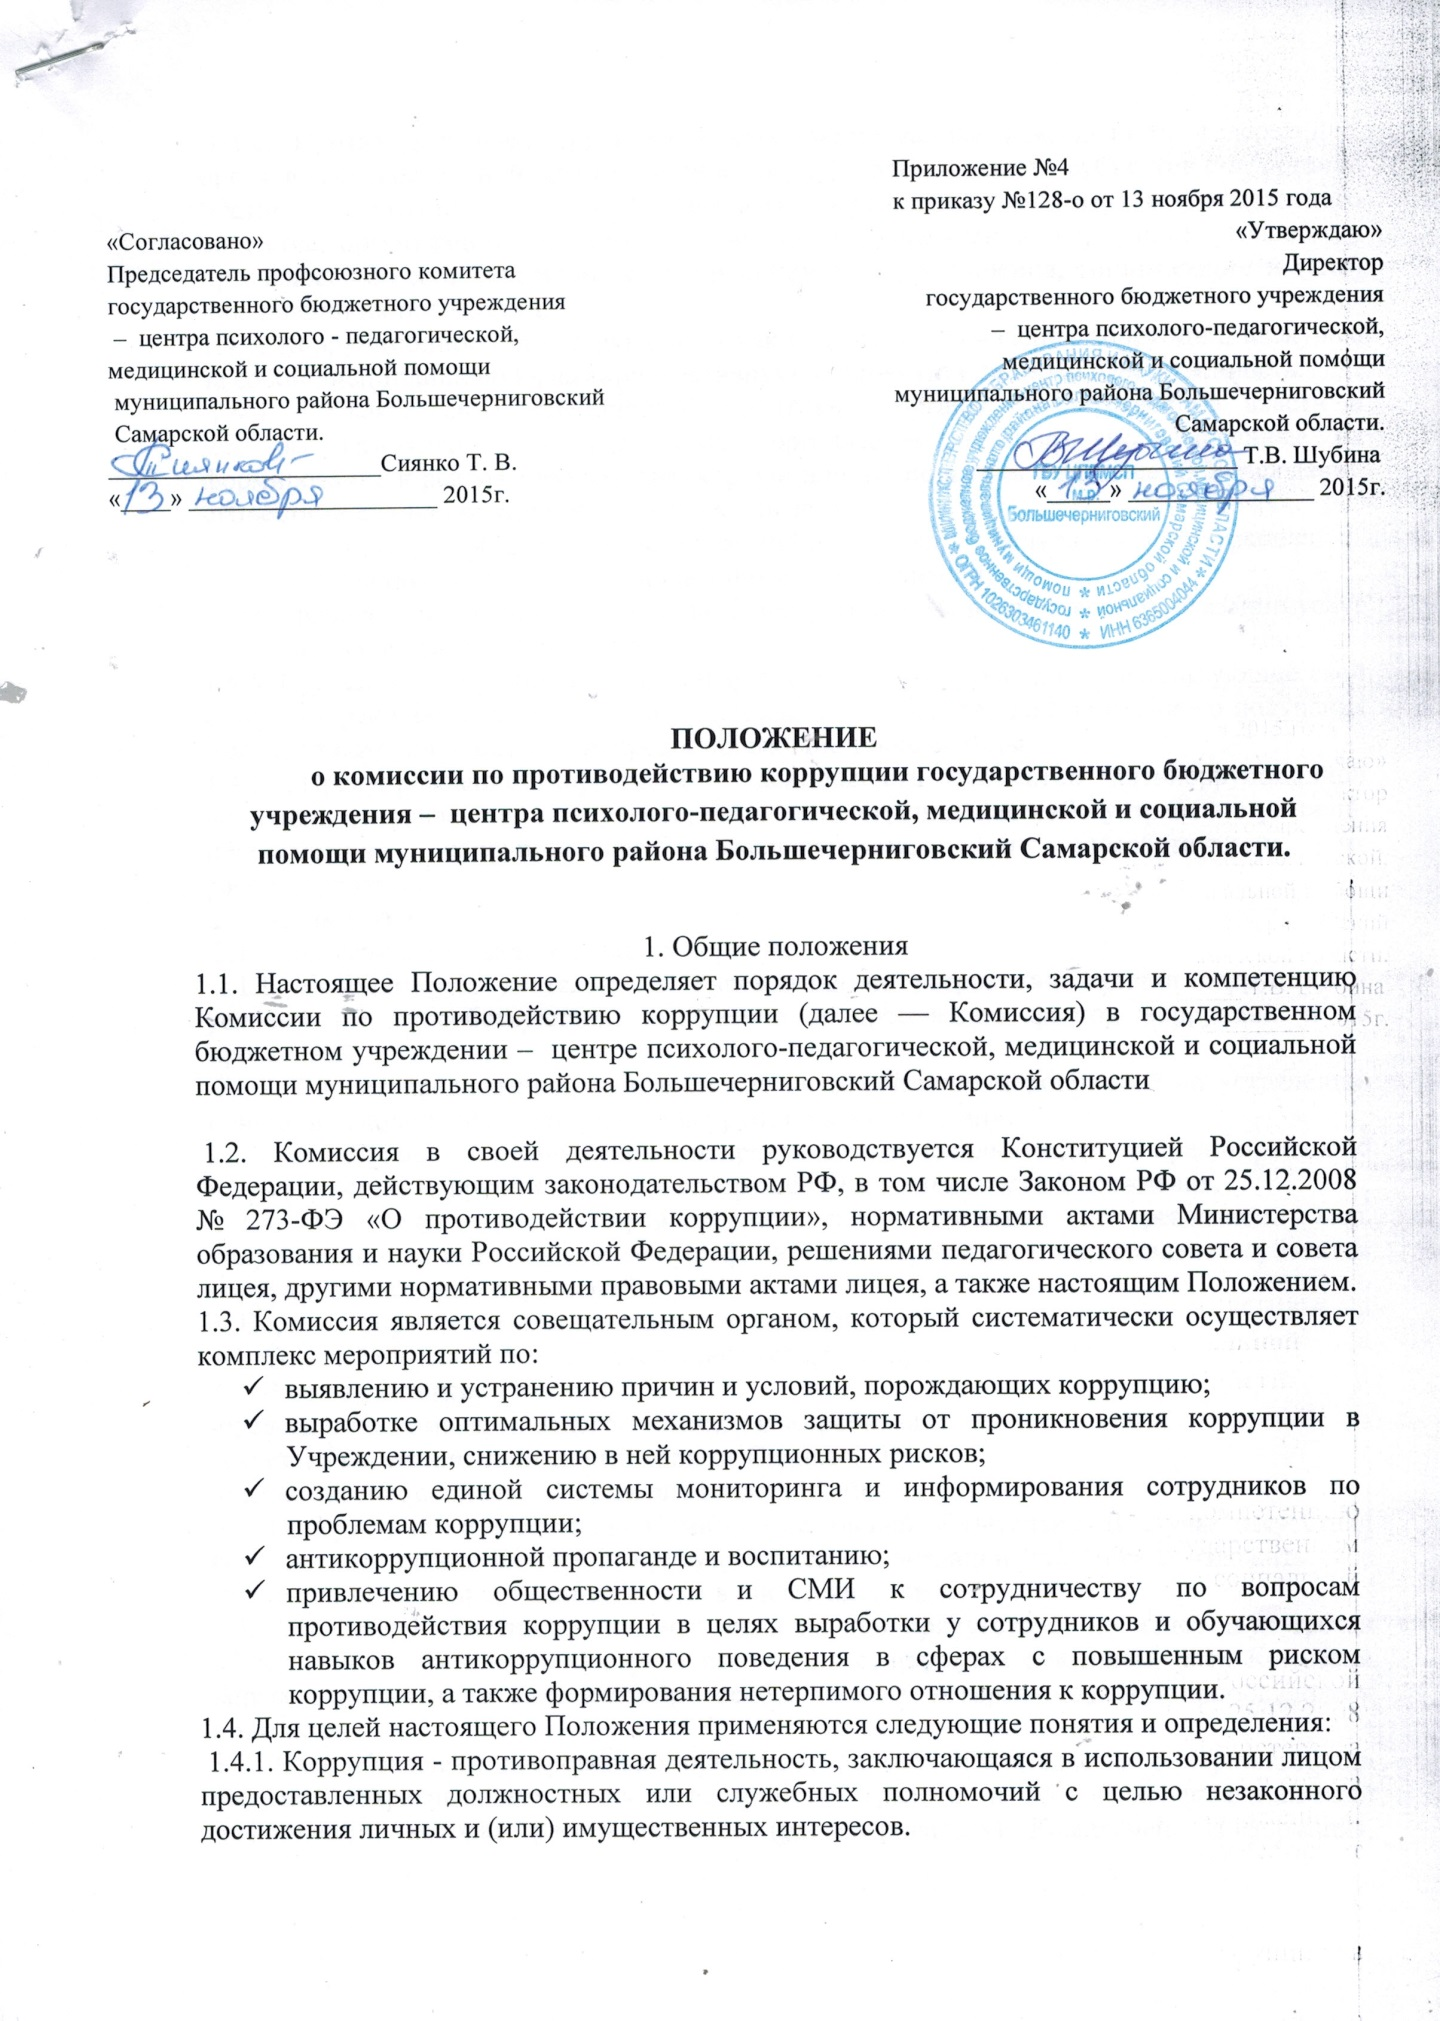 Приложение №4
к приказу №128-о от 13 ноября 2015 года
«Согласовано»
Председатель профсоюзного комитета
государственного бюджетного учреждения
– центра психолого - педагогической,
медицинской и социальной помощи
муниципального района Большечерниговский
Самарской области.
Сиянко Т. В.
«13» ноября 2015г.
«Утверждаю»
Директор
государственного бюджетного учреждения
– центра психолого-педагогической,
медицинской и социальной помощи
муниципального района Большечерниговский
Самарской области.
Т.В. Шубина
«13» ноября 2015г.
ГБУ ЦППМСП
м.р.
Большечерниговский
ОГРН 1026303461140 * ИНН 6365004044 *
ПОЛОЖЕНИЕ
о комиссии по противодействию коррупции государственного бюджетного
учреждения – центра психолого-педагогической, медицинской и социальной
помощи муниципального района Большечерниговский Самарской области.
1. Общие положения
1.1. Настоящее Положение определяет порядок деятельности, задачи и компетенцию
Комиссии по противодействию коррупции (далее — Комиссия) в государственном
бюджетном учреждении – центре психолого-педагогической, медицинской и социальной
помощи муниципального района Большечерниговский Самарской области
1.2. Комиссия в своей деятельности руководствуется Конституцией Российской
Федерации, действующим законодательством РФ, в том числе Законом РФ от 25.12.2008
№ 273-ФЭ «О противодействии коррупции», нормативными актами Министерства
образования и науки Российской Федерации, решениями педагогического совета и совета
лицея, другими нормативными правовыми актами лицея, а также настоящим Положением.
1.3. Комиссия является совещательным органом, который систематически осуществляет
комплекс мероприятий по:
✓ выявлению и устранению причин и условий, порождающих коррупцию;
✓ выработке оптимальных механизмов защиты от проникновения коррупции в
Учреждении, снижению в ней коррупционных рисков;
✓ созданию единой системы мониторинга и информирования сотрудников по
проблемам коррупции;
✓ антикоррупционной пропаганде и воспитанию;
✓ привлечению общественности и СМИ к сотрудничеству по вопросам
противодействия коррупции в целях выработки у сотрудников и обучающихся
навыков антикоррупционного поведения в сферах с повышенным риском
коррупции, а также формирования нетерпимого отношения к коррупции.
1.4. Для целей настоящего Положения применяются следующие понятия и определения:
1.4.1. Коррупция - противоправная деятельность, заключающаяся в использовании лицом
предоставленных должностных или служебных полномочий с целью незаконного
достижения личных и (или) имущественных интересов.